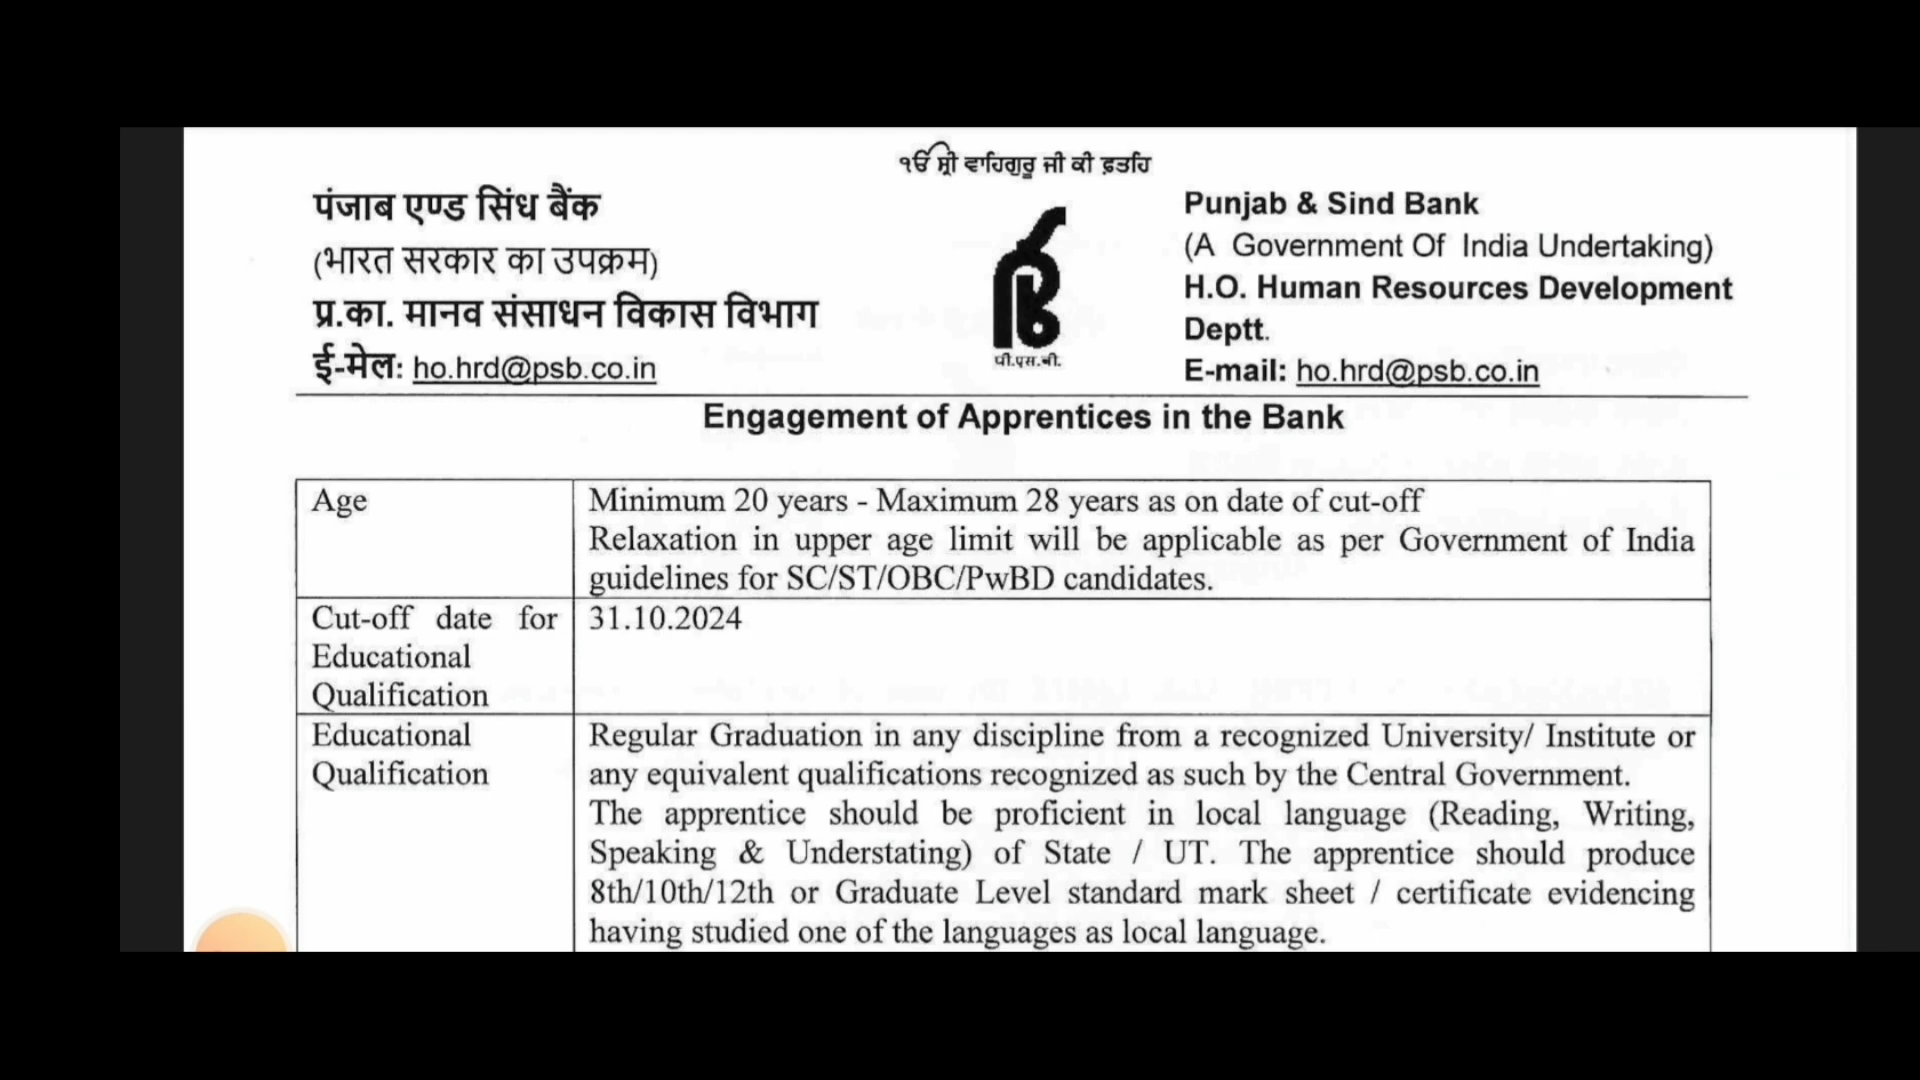 ੴ ਸ੍ਰੀ ਵਾਹਿਗੁਰੂ ਜੀ ਕੀ ਫ਼ਤਹਿ
पंजाब एण्ड सिंध बैंक
(भारत सरकार का उपक्रम)
प्र.का. मानव संसाधन विकास विभाग
ई-मेल: ho.hrd@psb.co.in
पी.एस.बी.
Punjab & Sind Bank
(A Government Of India Undertaking)
H.O. Human Resources Development
Deptt.
E-mail: ho.hrd@psb.co.in
Engagement of Apprentices in the Bank
Age
Minimum 20 years - Maximum 28 years as on date of cut-off
Relaxation in upper age limit will be applicable as per Government of India
guidelines for SC/ST/OBC/PwBD candidates.
Cut-off date for
Educational
Qualification
31.10.2024
Educational
Qualification
Regular Graduation in any discipline from a recognized University/ Institute or
any equivalent qualifications recognized as such by the Central Government.
The apprentice should be proficient in local language (Reading, Writing,
Speaking & Understating) of State / UT. The apprentice should produce
8th/10th/12th or Graduate Level standard mark sheet / certificate evidencing
having studied one of the languages as local language.